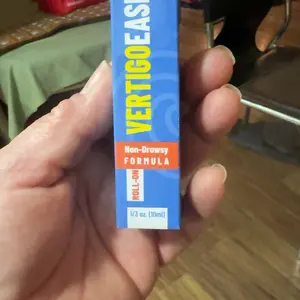 VERTIGOEASE
Non-Drowsy
FORMULA
ROLL-ON
1/3 oz. (10ml)